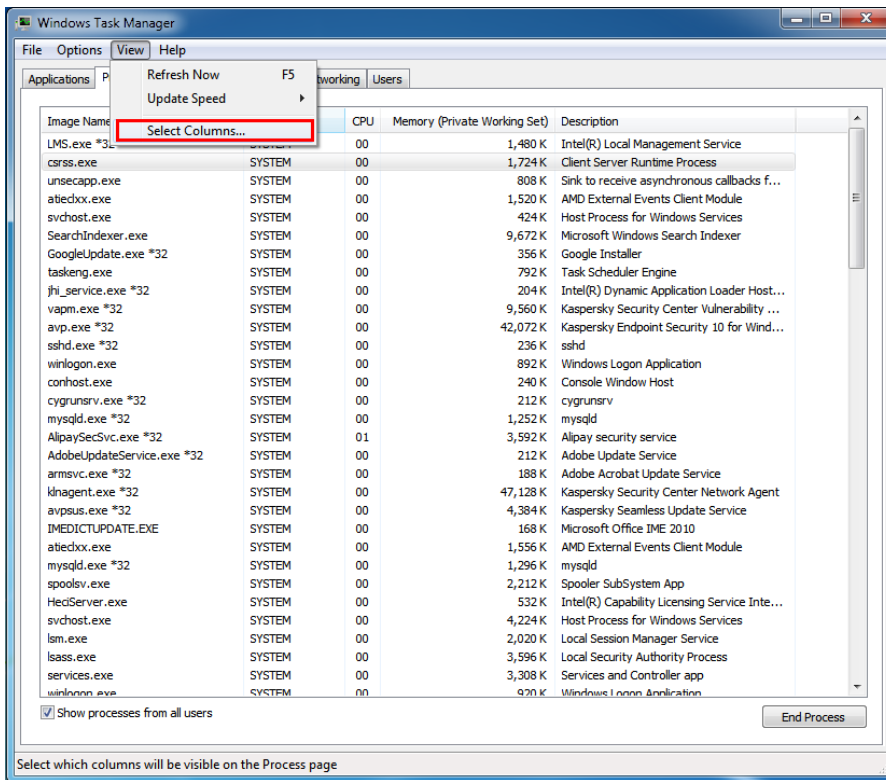 Windows Task Manager
File Options View Help
Refresh Now F5
Update Speed
Select Columns...
Applications P tworking Users
Image Name CPU Memory (Private Working Set) Description
LMS.exe *32 00 1,480 K Intel(R) Local Management Service
csrss.exe SYSTEM 00 1,724 K Client Server Runtime Process
unsecapp.exe SYSTEM 00 808 K Sink to receive asynchronous callbacks f...
atieclxx.exe SYSTEM 00 1,520 K AMD External Events Client Module
svchost.exe SYSTEM 00 424 K Host Process for Windows Services
SearchIndexer.exe SYSTEM 00 9,672 K Microsoft Windows Search Indexer
GoogleUpdate.exe *32 SYSTEM 00 356 K Google Installer
taskeng.exe SYSTEM 00 792 K Task Scheduler Engine
jhi_service.exe *32 SYSTEM 00 204 K Intel(R) Dynamic Application Loader Host...
vapm.exe *32 SYSTEM 00 9,560 K Kaspersky Security Center Vulnerability ...
avp.exe *32 SYSTEM 00 42,072 K Kaspersky Endpoint Security 10 for Wind...
sshd.exe *32 SYSTEM 00 236 K sshd
winlogon.exe SYSTEM 00 892 K Windows Logon Application
conhost.exe SYSTEM 00 240 K Console Window Host
cygrunsrv.exe *32 SYSTEM 00 212 K cygrunsrv
mysqld.exe *32 SYSTEM 00 1,252 K mysqld
AlipaySecSvc.exe *32 SYSTEM 01 3,592 K Alipay security service
AdobeUpdateService.exe *32 SYSTEM 00 212 K Adobe Update Service
armsvc.exe *32 SYSTEM 00 188 K Adobe Acrobat Update Service
klnagent.exe *32 SYSTEM 00 47,128 K Kaspersky Security Center Network Agent
avpsus.exe *32 SYSTEM 00 4,384 K Kaspersky Seamless Update Service
IMEDICTUPDATE.EXE SYSTEM 00 168 K Microsoft Office IME 2010
atieclxx.exe SYSTEM 00 1,556 K AMD External Events Client Module
mysqld.exe *32 SYSTEM 00 1,296 K mysqld
spoolsv.exe SYSTEM 00 2,212 K Spooler SubSystem App
HeciServer.exe SYSTEM 00 532 K Intel(R) Capability Licensing Service Inte...
svchost.exe SYSTEM 00 4,224 K Host Process for Windows Services
lsm.exe SYSTEM 00 2,020 K Local Session Manager Service
lsass.exe SYSTEM 00 3,596 K Local Security Authority Process
services.exe SYSTEM 00 3,308 K Services and Controller app
winlogon.exe SYSTEM 00 920 K Windows Logon Application
Show processes from all users
End Process
Select which columns will be visible on the Process page